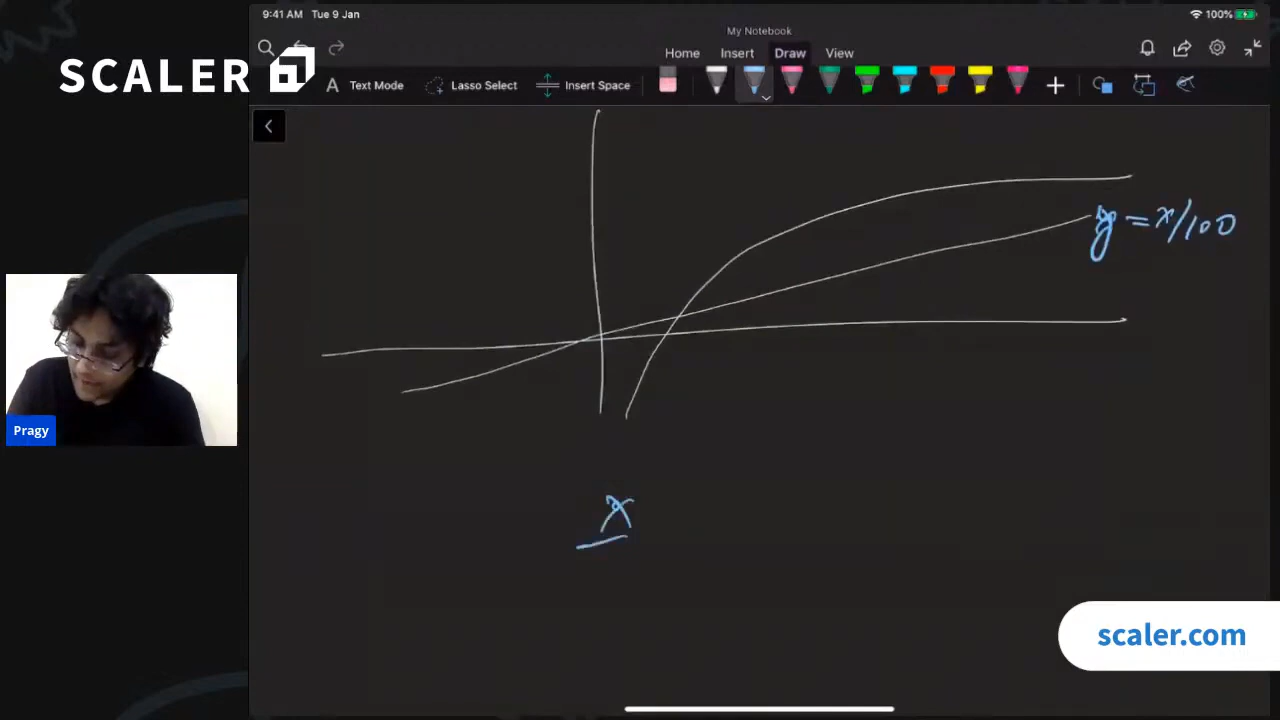 9:41 AM Tue 9 Jan
100%
My Notebook
Home Insert Draw View
SCALER
A Text Mode Lasso Select Insert Space
y = x/100
Pragy
x
scaler.com